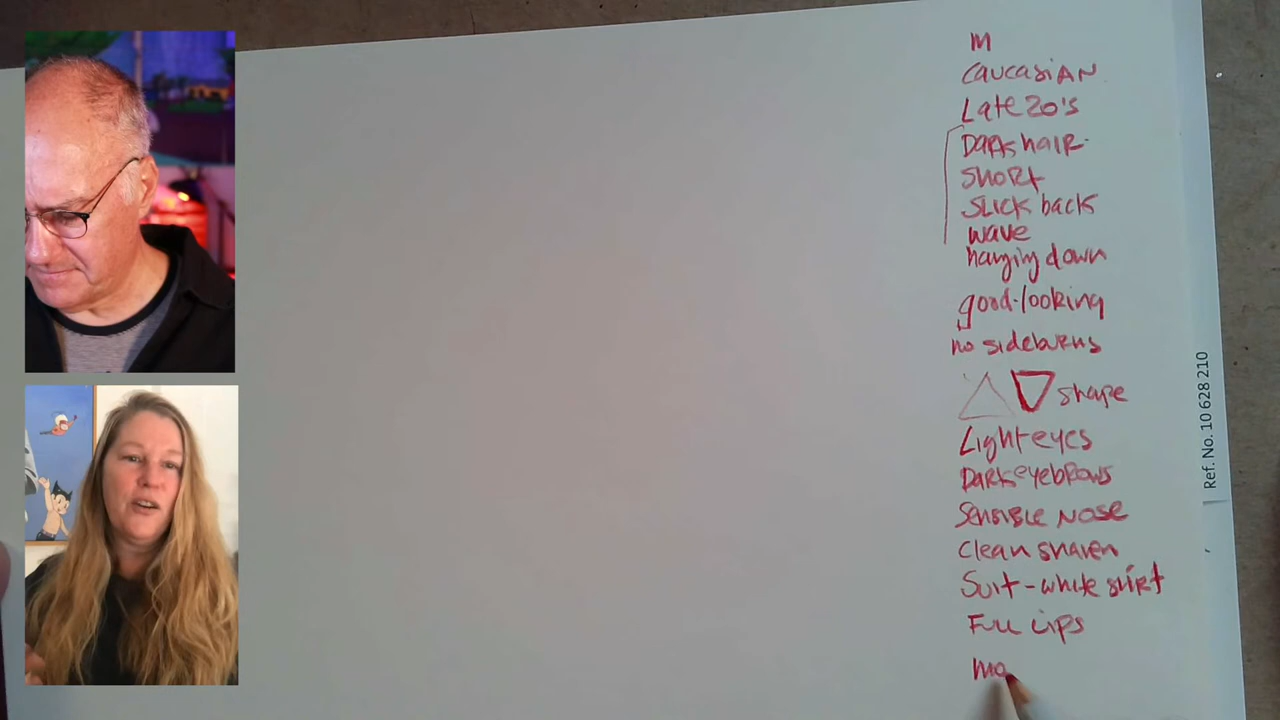 M
CAUCASIAN
Late 20's
Dark hair
Short
SLICK back
wave
hanging down
good-looking
no sideburns
shape
Light eyes
Dark eyebrows
Sensible Nose
Clean shaven
Suit-white shirt
Full Lips
Mo
Ref. No. 10 628 210